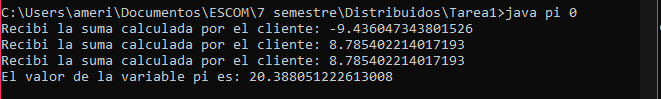 C:\Users\ameri\Documentos\ESCOM\7 semestre\Distribuidos\Tarea1>java pi 0
Recibi la suma calculada por el cliente: -9.436047343801526
Recibi la suma calculada por el cliente: 8.785402214017193
Recibi la suma calculada por el cliente: 8.785402214017193
El valor de la variable pi es: 20.388051222613008